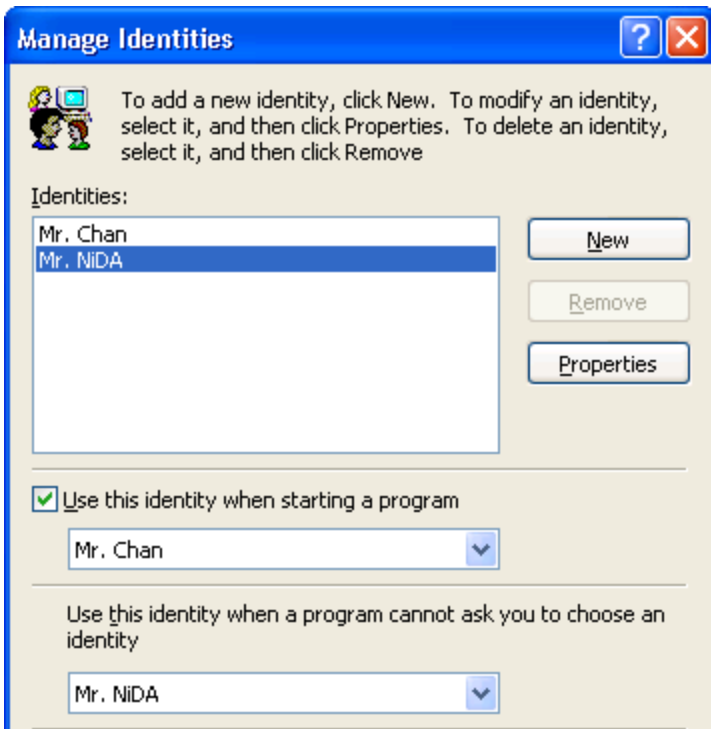 Manage Identities
To add a new identity, click New. To modify an identity,
select it, and then click Properties. To delete an identity,
select it, and then click Remove
Identities:
Mr. Chan
Mr. NiDA
New
Remove
Properties
Use this identity when starting a program
Mr. Chan
Use this identity when a program cannot ask you to choose an
identity
Mr. NiDA